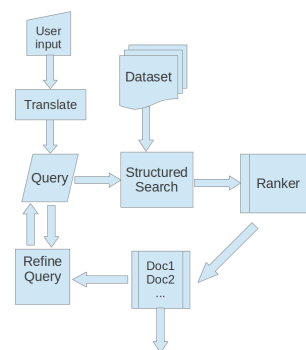 User
input
Translate
Dataset
Query
Structured
Search
Ranker
Refine
Query
Doc1
Doc2
...